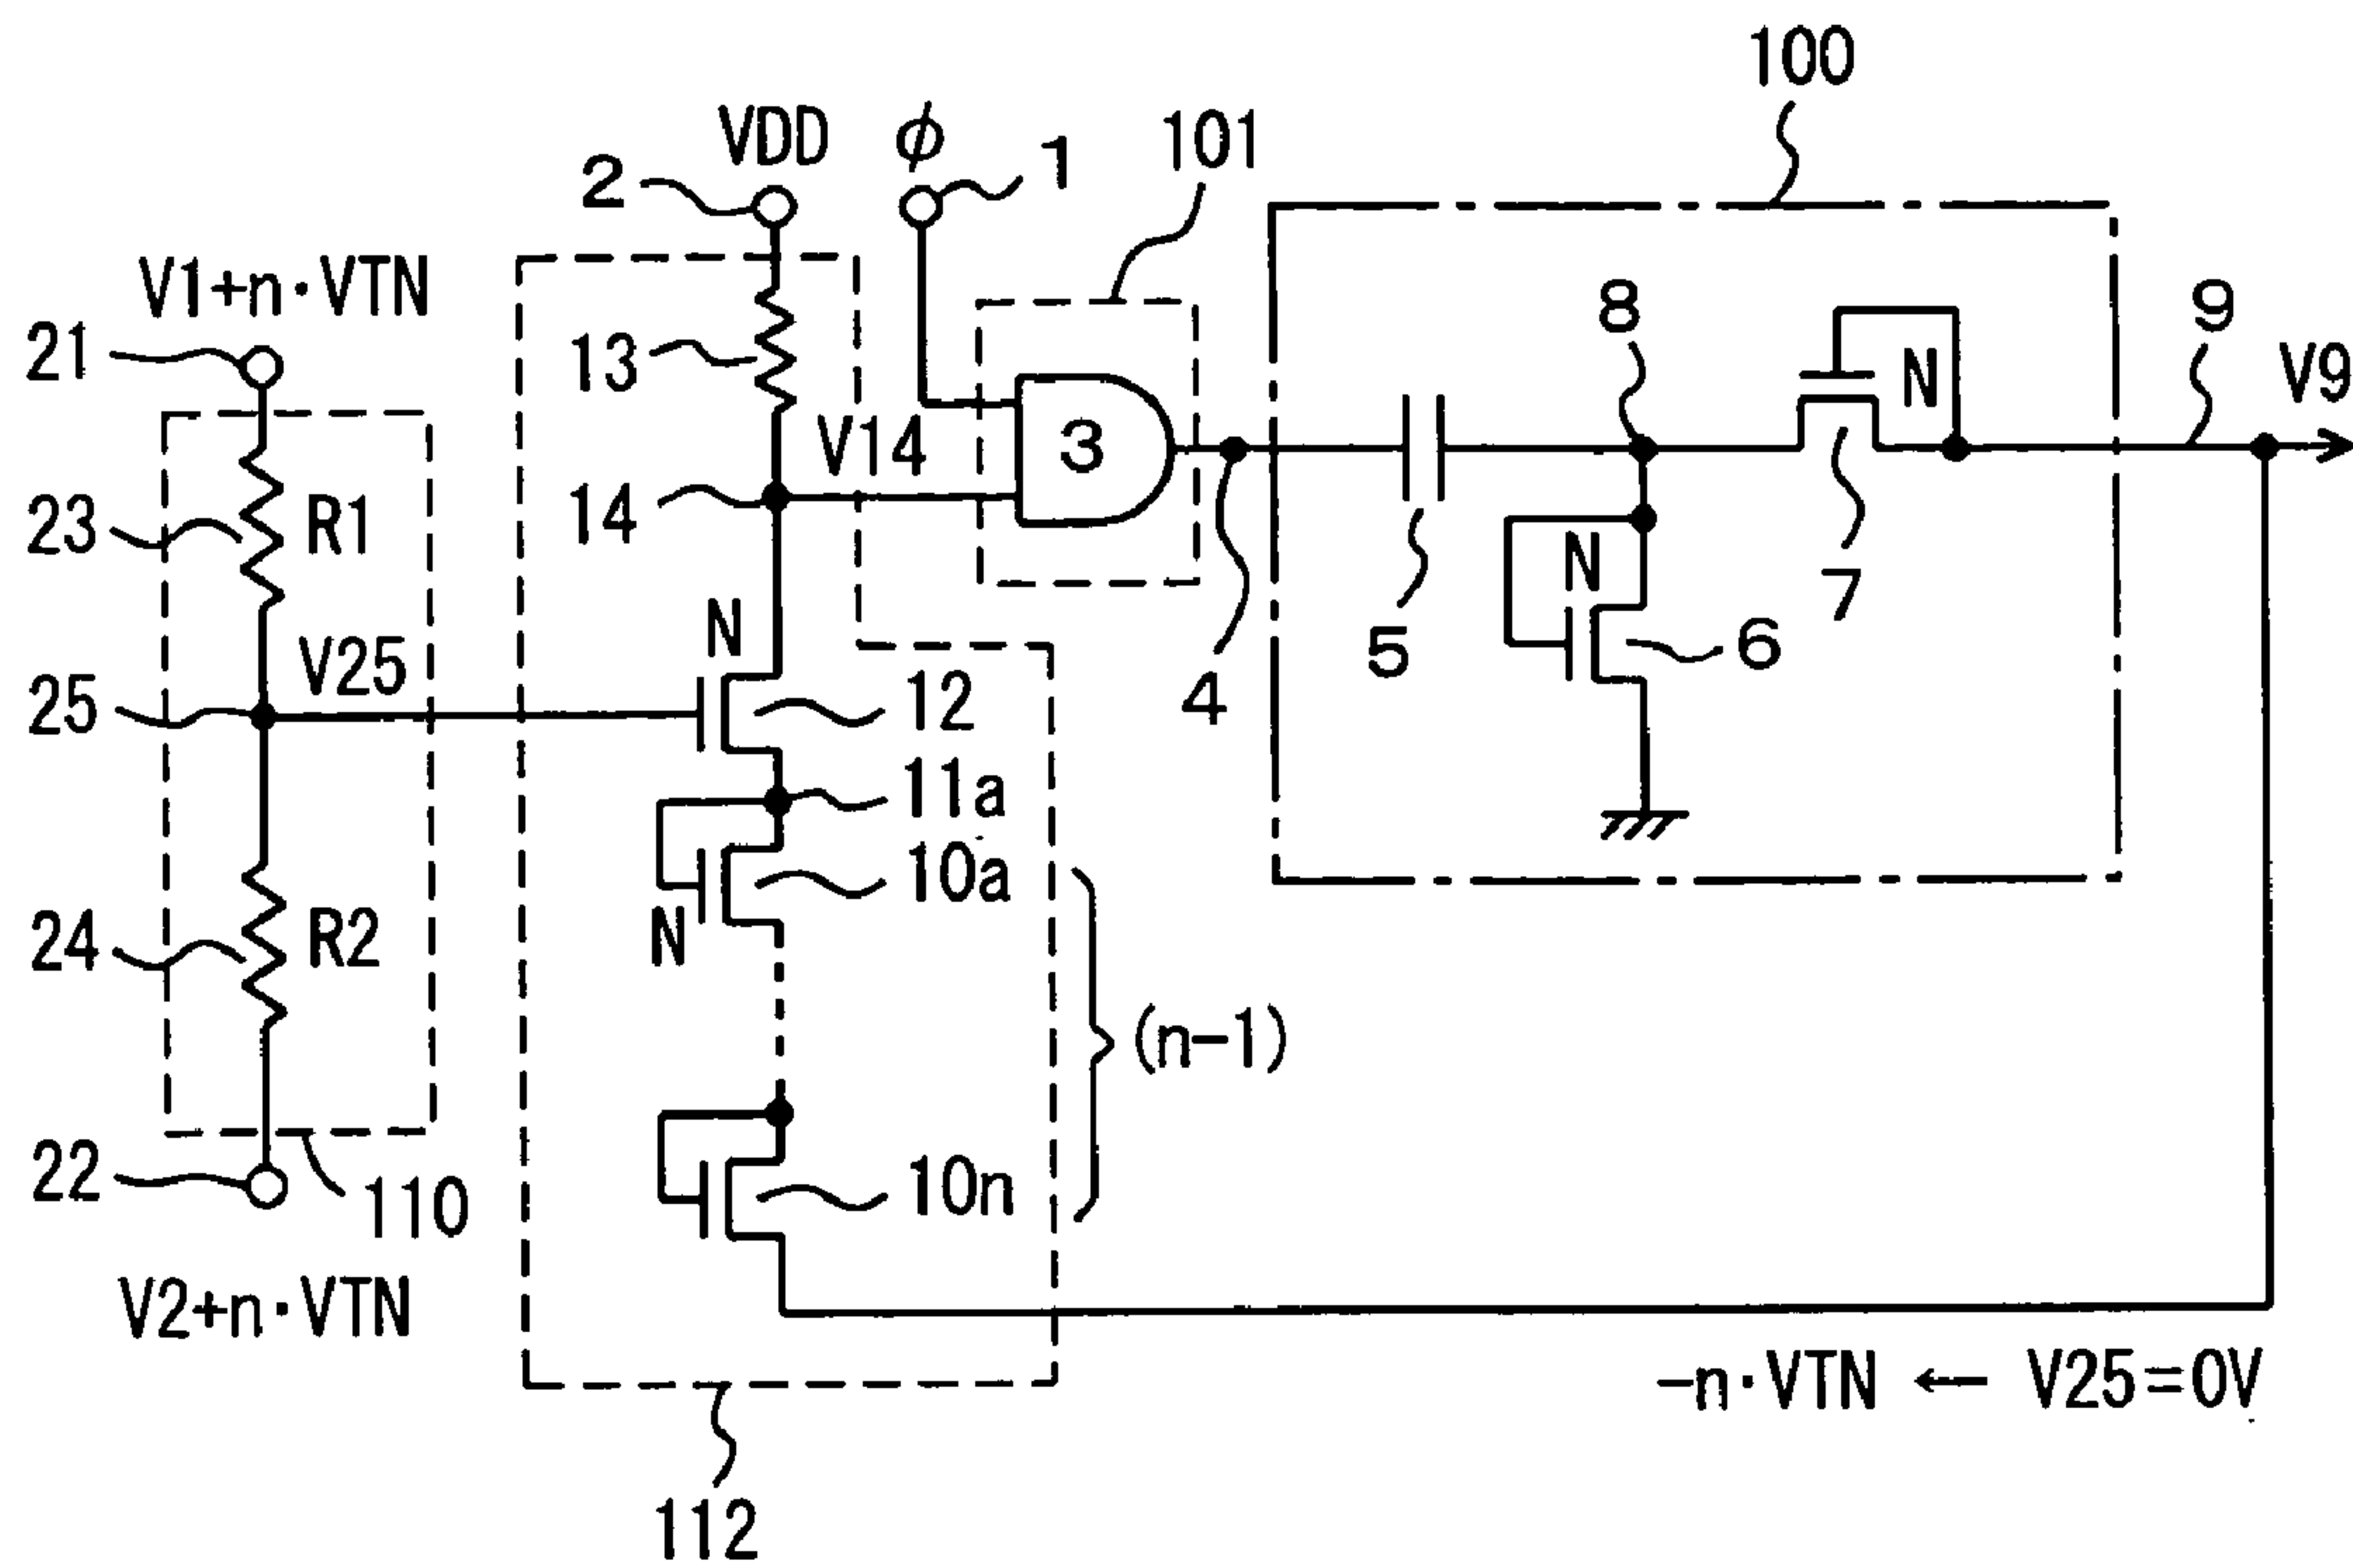 100
VDD
φ
101
2
1
V1+n·VTN
21
13
8
9
N
V9
V14
3
23
R1
14
5
N
7
N
V25
6
25
12
4
11a
10a
24
R2
N
(n-1)
22
110
10n
V2+n·VTN
-n·VTN ← V25=0V
112